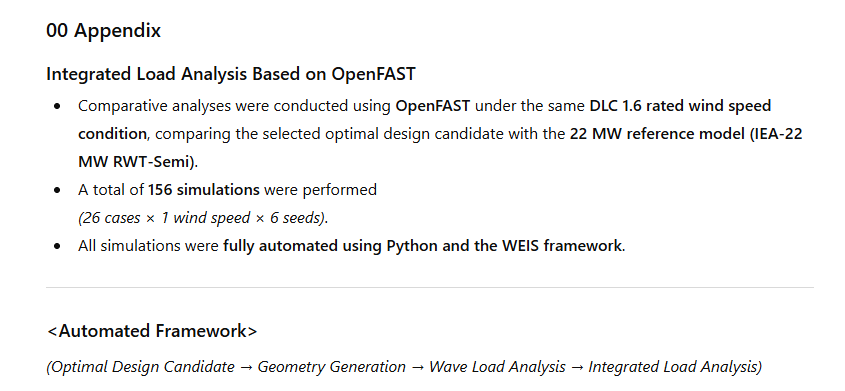 00 Appendix
Integrated Load Analysis Based on OpenFAST
• Comparative analyses were conducted using OpenFAST under the same DLC 1.6 rated wind speed
condition, comparing the selected optimal design candidate with the 22 MW reference model (IEA-22
MW RWT-Semi).
• A total of 156 simulations were performed
(26 cases × 1 wind speed × 6 seeds).
• All simulations were fully automated using Python and the WEIS framework.
<Automated Framework>
(Optimal Design Candidate → Geometry Generation → Wave Load Analysis → Integrated Load Analysis)